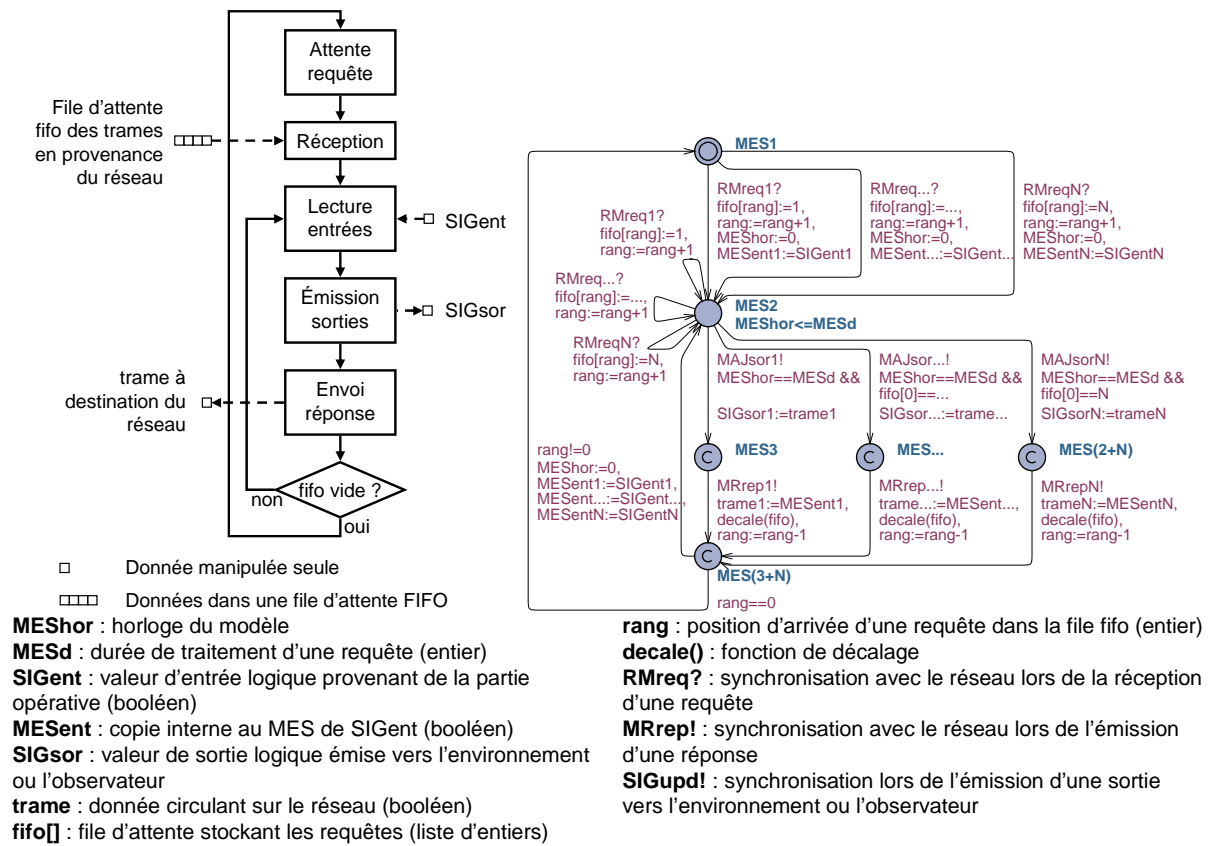 Attente
requête
File d'attente
fifo des trames
en provenance
du réseau
Réception
Lecture
entrées
SIGent
Émission
sorties
SIGsor
trame à
destination du
réseau
Envoi
réponse
fifo vide ?
non
oui
Donnée manipulée seule
Données dans une file d'attente FIFO
MES1
RMreq1?
fifo[rang]:=1,
rang:=rang+1,
MEShor:=0,
MESent1:=SIGent1
RMreq...?
fifo[rang]:=...,
rang:=rang+1,
MEShor:=0,
MESent...:=SIGent...
RMreqN?
fifo[rang]:=N,
rang:=rang+1,
MEShor:=0,
MESentN:=SIGentN
RMreq1?
fifo[rang]:=1,
rang:=rang+1
RMreq...?
fifo[rang]:=...,
rang:=rang+1
RMreqN?
fifo[rang]:=N,
rang:=rang+1
MES2
MEShor<=MESd
MAJsor1!
MEShor==MESd &&
SIGsor1:=trame1
MAJsor...!
MEShor==MESd &&
fifo[0]==...
SIGsor...:=trame...
MAJsorN!
MEShor==MESd &&
fifo[0]==N
SIGsorN:=trameN
rang!=0
MEShor:=0,
MESent1:=SIGent1,
MESent...:=SIGent...,
MESentN:=SIGentN
C
MES3
C
MES...
C
MES(2+N)
MRrep1!
trame1:=MESent1,
decale(fifo),
rang:=rang-1
MRrep...!
trame...:=MESent...,
decale(fifo),
rang:=rang-1
MRrepN!
trameN:=MESentN,
decale(fifo),
rang:=rang-1
C
MES(3+N)
rang==0
MEShor : horloge du modèle
MESd : durée de traitement d'une requête (entier)
SIGent : valeur d'entrée logique provenant de la partie
opérative (booléen)
MESent : copie interne au MES de SIGent (booléen)
SIGsor : valeur de sortie logique émise vers l'environnement
ou l'observateur
trame : donnée circulant sur le réseau (booléen)
fifo[] : file d'attente stockant les requêtes (liste d'entiers)
rang : position d'arrivée d'une requête dans la file fifo (entier)
decale() : fonction de décalage
RMreq? : synchronisation avec le réseau lors de la réception
d'une requête
MRrep! : synchronisation avec le réseau lors de l'émission
d'une réponse
SIGupd! : synchronisation lors de l'émission d'une sortie
vers l'environnement ou l'observateur